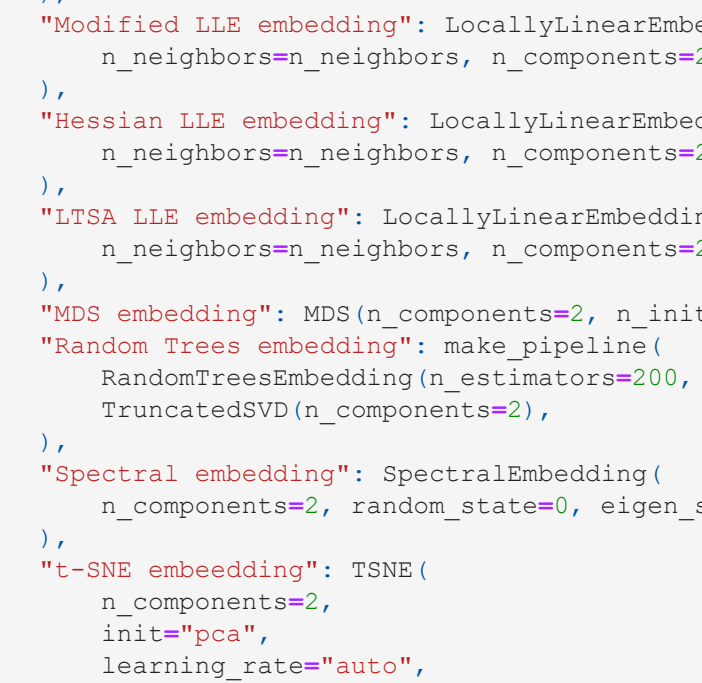 "Modified LLE embedding": LocallyLinearEmbe
n_neighbors=n_neighbors, n_components=2
),
"Hessian LLE embedding": LocallyLinearEmbed
n_neighbors=n_neighbors, n_components=2
),
"LTSA LLE embedding": LocallyLinearEmbeddin
n_neighbors=n_neighbors, n_components=2
),
"MDS embedding": MDS(n_components=2, n_init
"Random Trees embedding": make_pipeline(
RandomTreesEmbedding(n_estimators=200,
TruncatedSVD(n_components=2),
),
"Spectral embedding": SpectralEmbedding(
n_components=2, random_state=0, eigen_s
),
"t-SNE embeedding": TSNE(
n_components=2,
init="pca",
learning_rate="auto",